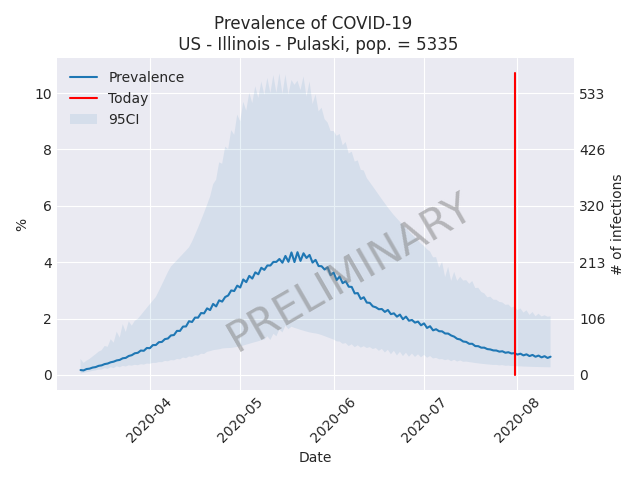 Prevalence of COVID-19
US - Illinois - Pulaski, pop. = 5335
Prevalence
Today
95CI
10
8
6
4
2
0
%
533
426
320
213
106
0
# of infections
PRELIMINARY
2020-04
2020-05
2020-06
2020-07
2020-08
Date